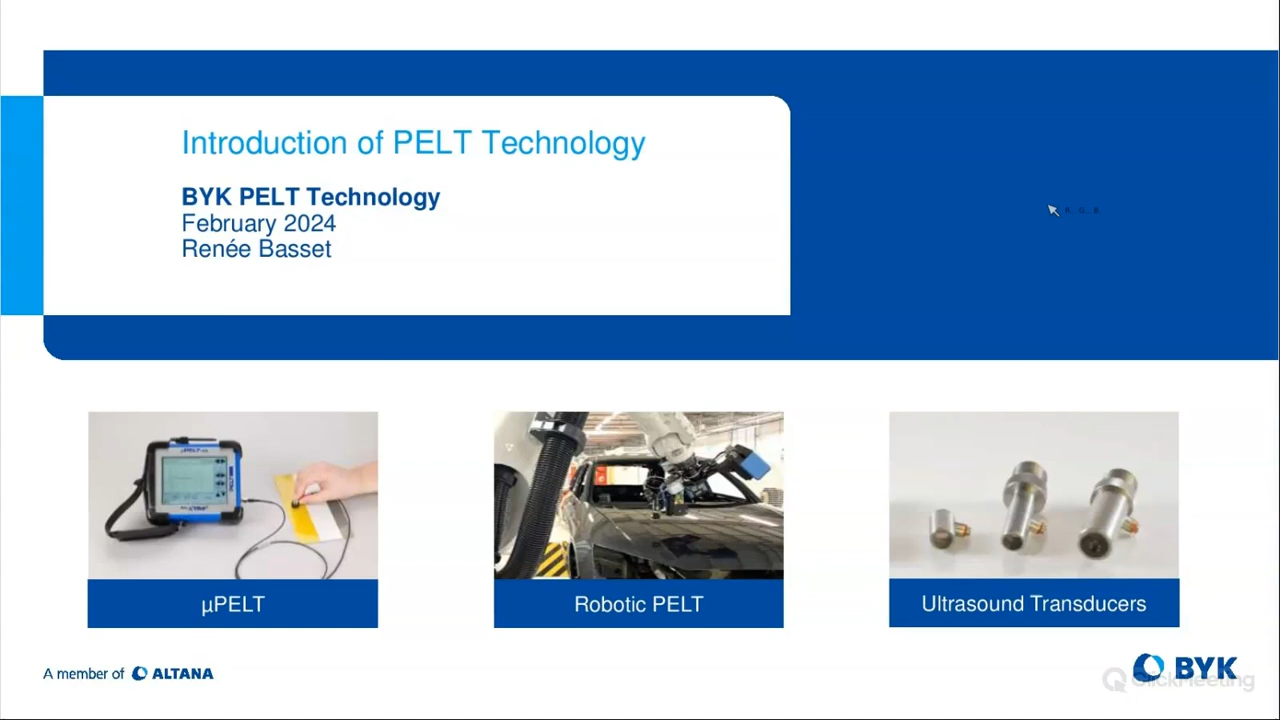 Introduction of PELT Technology
BYK PELT Technology
February 2024
Renée Basset
R.. G.. B..
µPELT
Robotic PELT
Ultrasound Transducers
A member of ALTANA
BYK
ClickMeeting